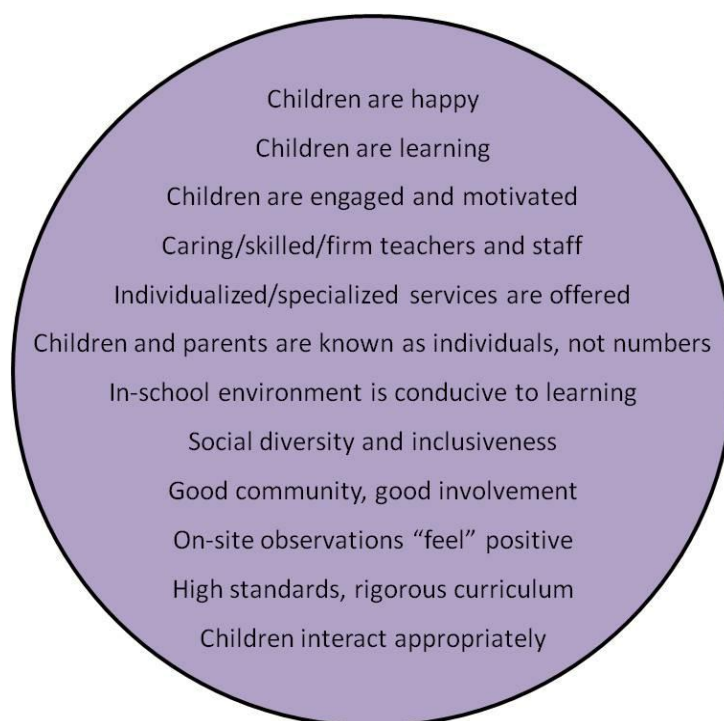 Children are happy
Children are learning
Children are engaged and motivated
Caring/skilled/firm teachers and staff
Individualized/specialized services are offered
Children and parents are known as individuals, not numbers
In-school environment is conducive to learning
Social diversity and inclusiveness
Good community, good involvement
On-site observations “feel” positive
High standards, rigorous curriculum
Children interact appropriately